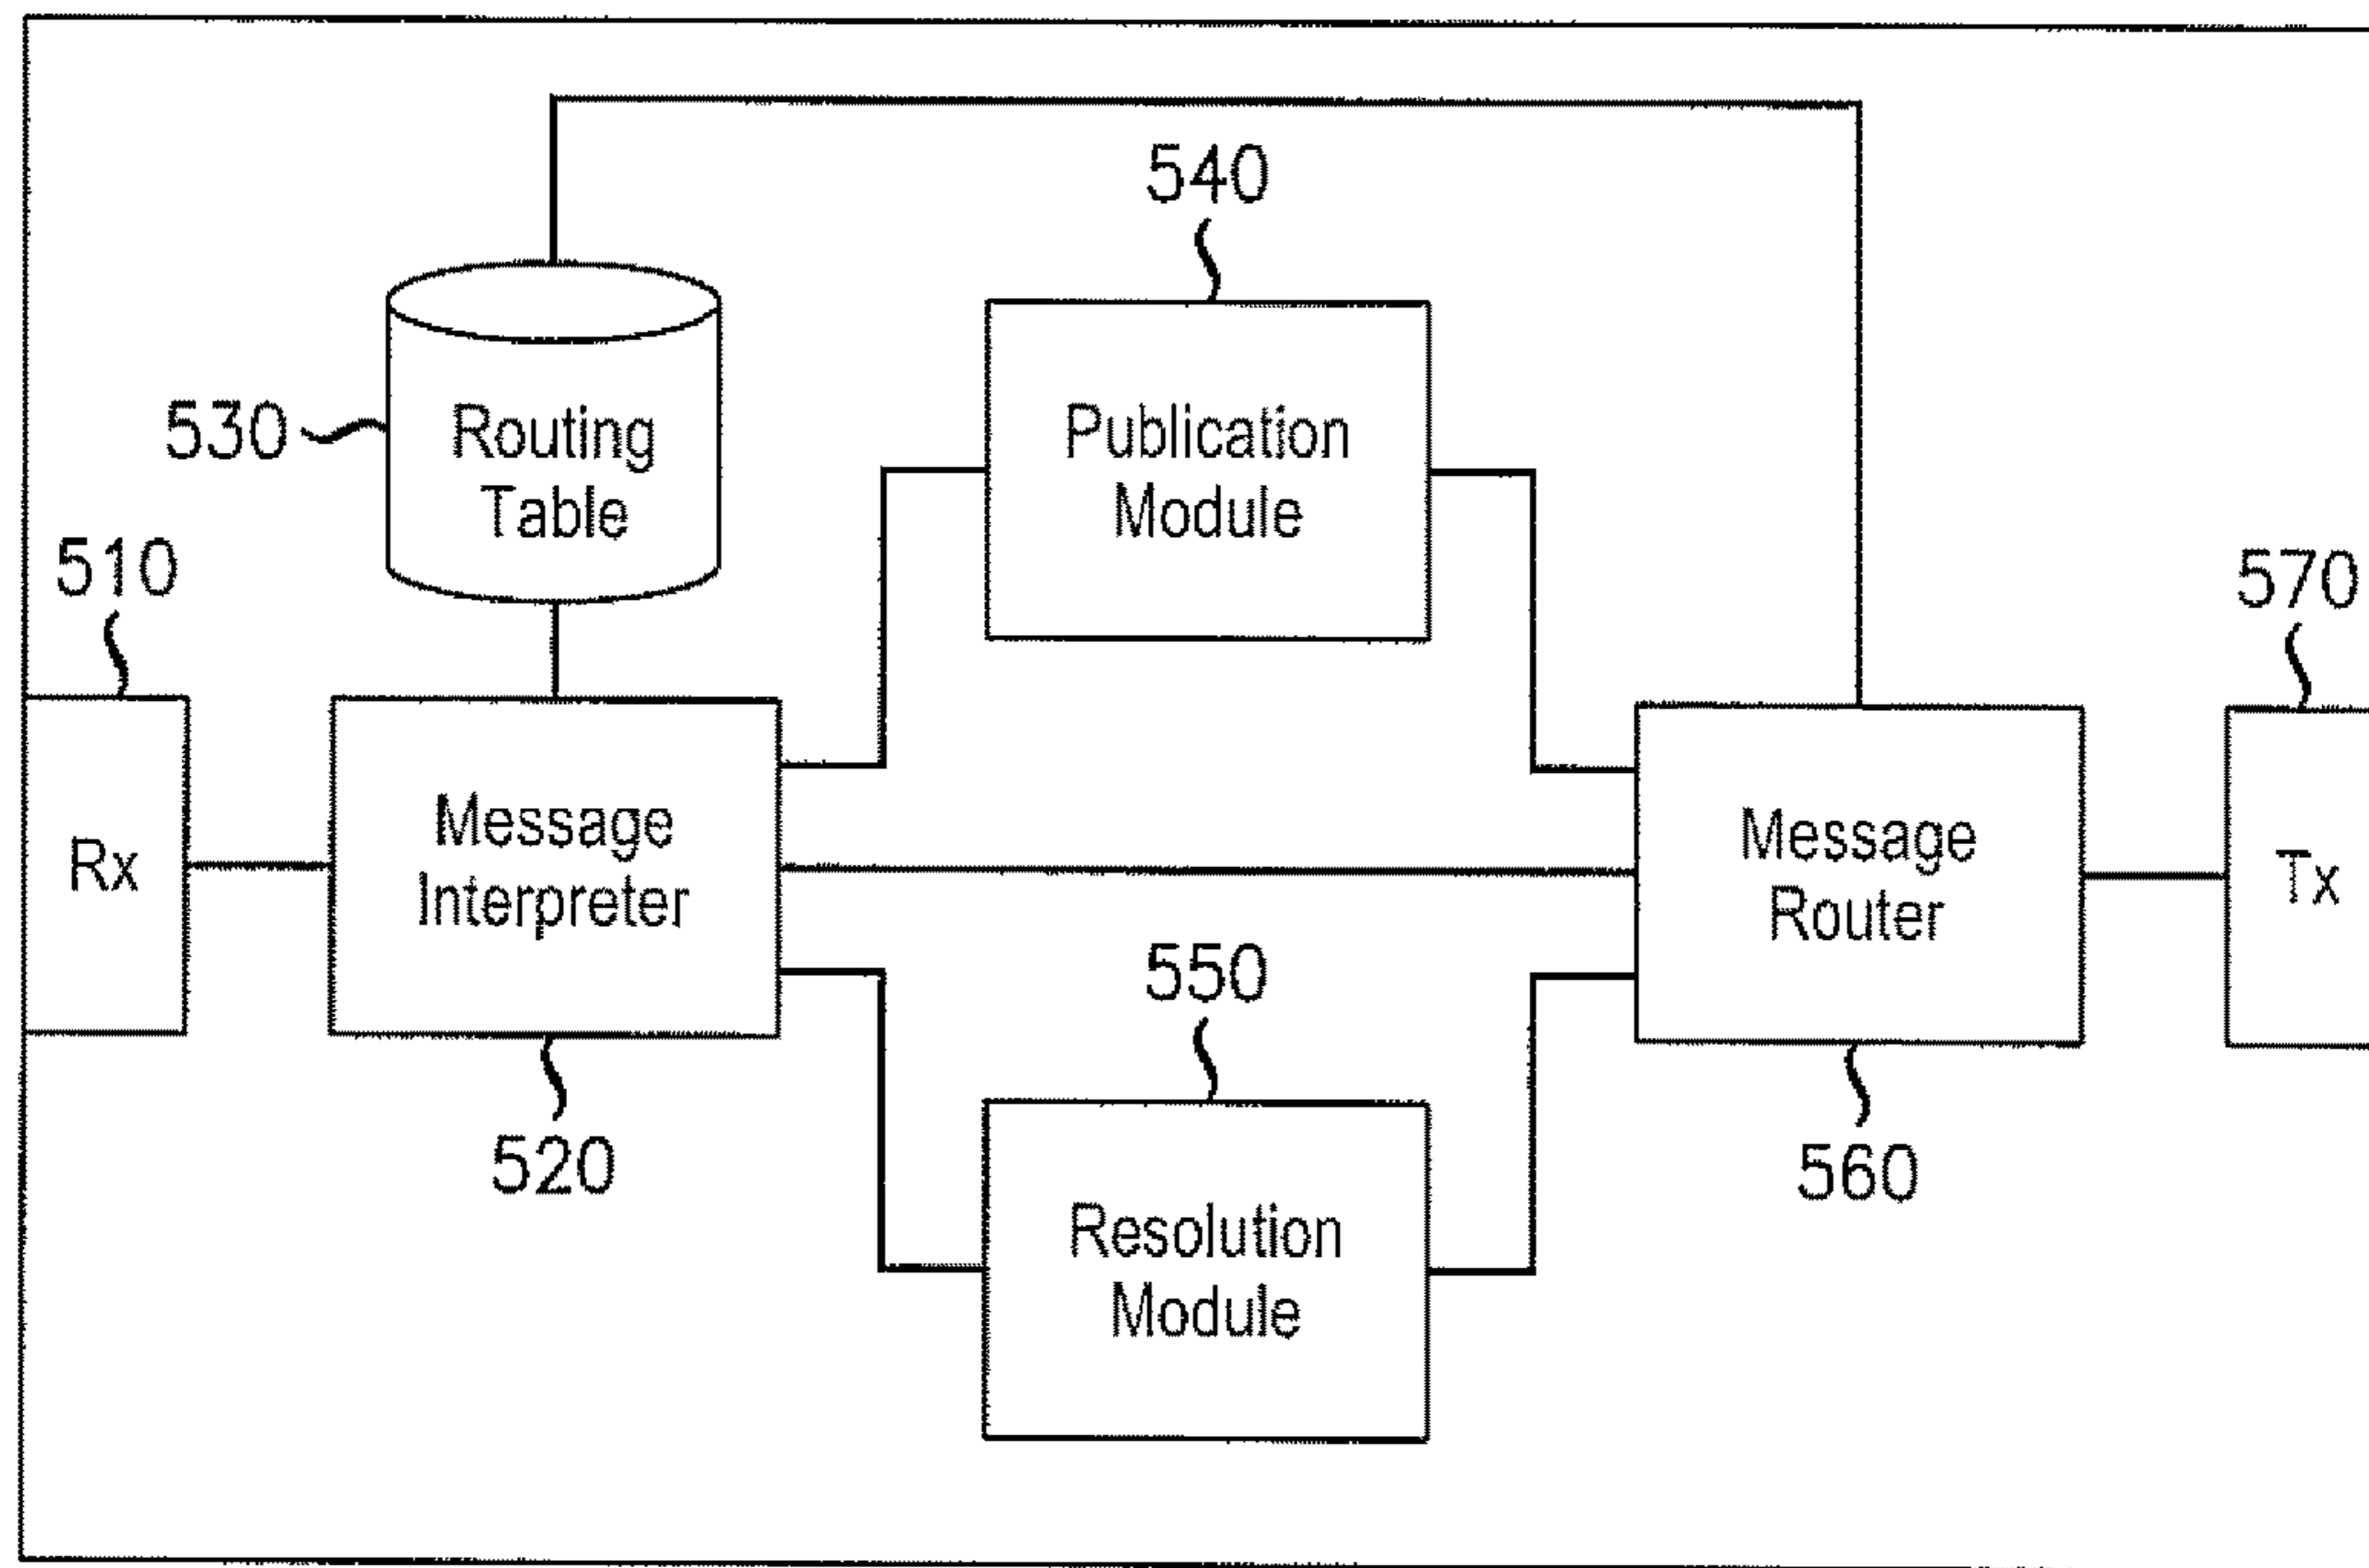 540
530
Routing
Table
Publication
Module
510
570
Rx
Message
Interpreter
Message
Router
Tx
550
520
560
Resolution
Module